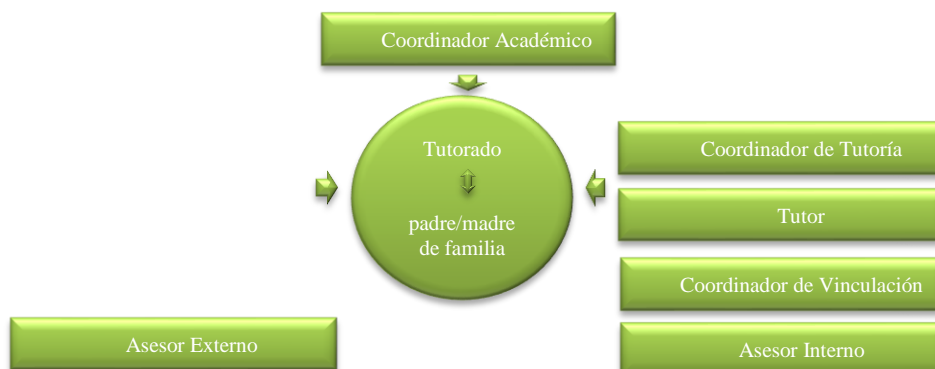 Coordinador Académico
Tutorado
padre/madre
de familia
Coordinador de Tutoría
Tutor
Coordinador de Vinculación
Asesor Interno
Asesor Externo